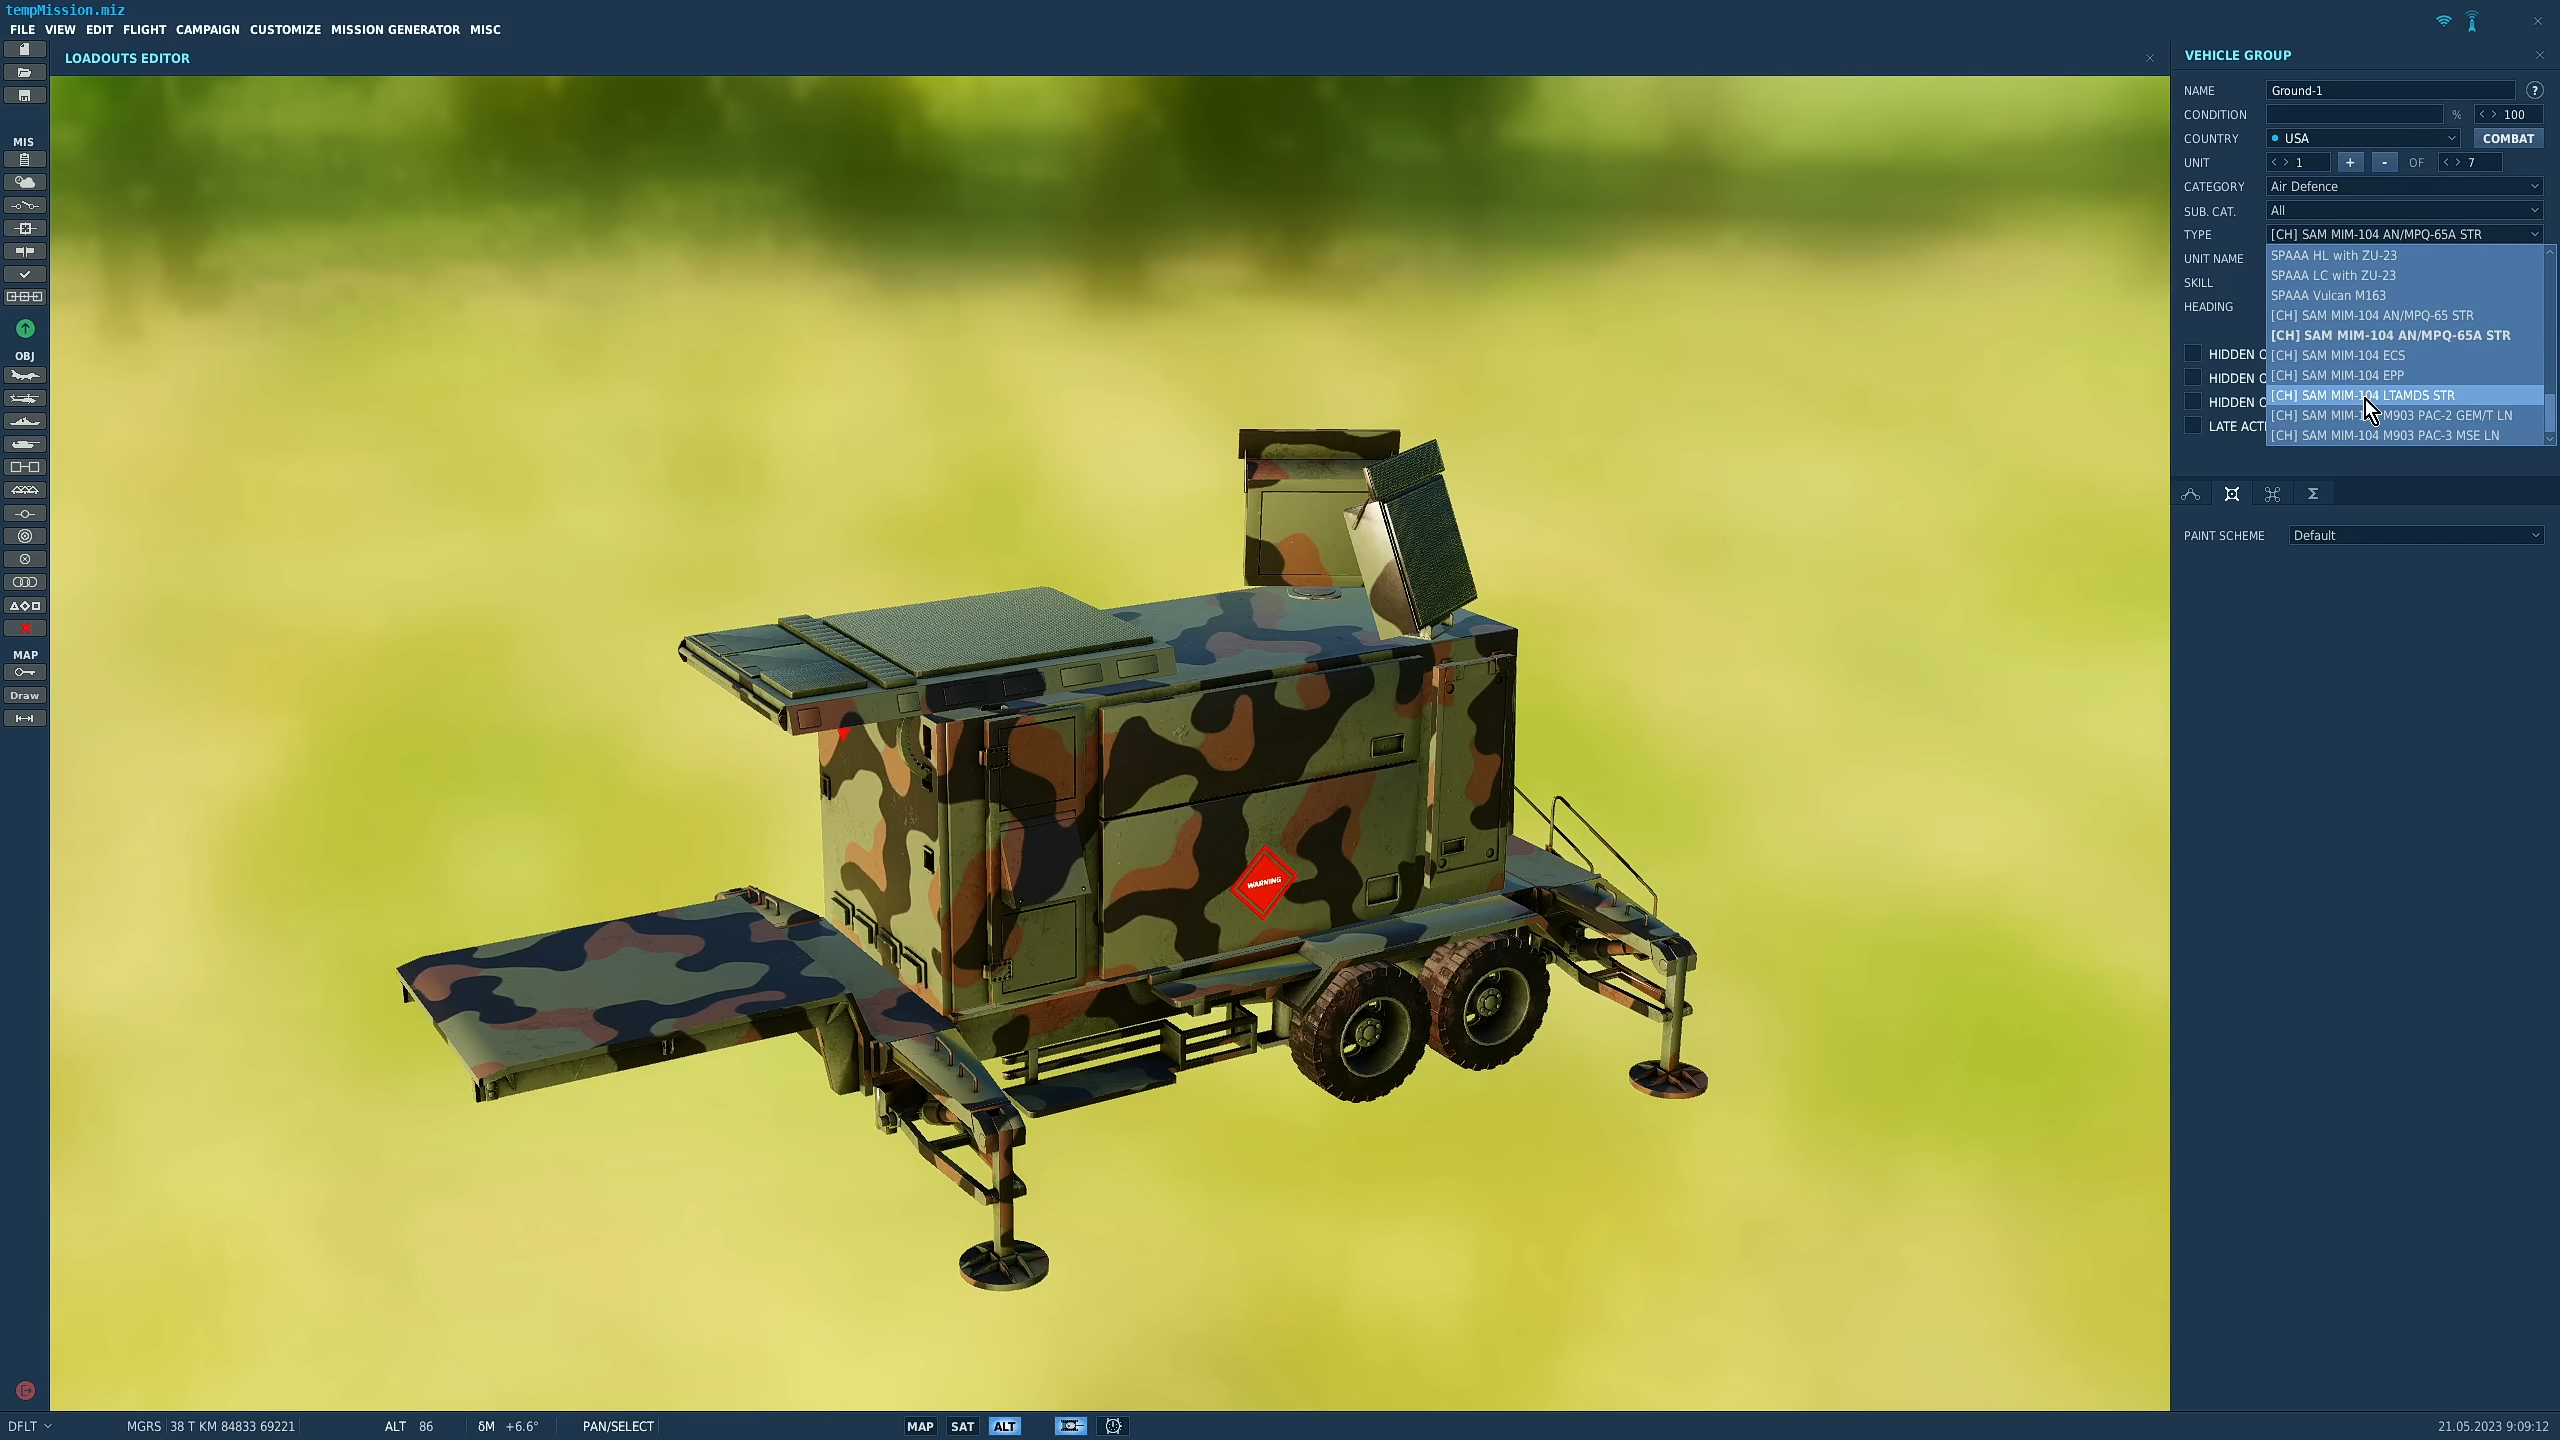 tempMission.miz
FILE VIEW EDIT FLIGHT CAMPAIGN CUSTOMIZE MISSION GENERATOR MISC
LOADOUTS EDITOR
MIS
OBJ
MAP
Draw
WARNING
VEHICLE GROUP
NAME Ground-1 ?
CONDITION % 100
COUNTRY USA COMBAT
UNIT 1 + - OF 7
CATEGORY Air Defence
SUB. CAT. All
TYPE [CH] SAM MIM-104 AN/MPQ-65A STR
SPAAA HL with ZU-23
UNIT NAME
SPAAA LC with ZU-23
SKILL
SPAAA Vulcan M163
HEADING
[CH] SAM MIM-104 AN/MPQ-65 STR
[CH] SAM MIM-104 AN/MPQ-65A STR
HIDDEN O
[CH] SAM MIM-104 ECS
[CH] SAM MIM-104 EPP
HIDDEN O
[CH] SAM MIM-104 LTAMDS STR
HIDDEN O
[CH] SAM MIM-1 M903 PAC-2 GEM/T LN
LATE ACTI
[CH] SAM MIM-104 M903 PAC-3 MSE LN
PAINT SCHEME Default
DFLT MGRS 38 T KM 84833 69221 ALT 86 δM +6.6° PAN/SELECT MAP SAT ALT 21.05.2023 9:09:12